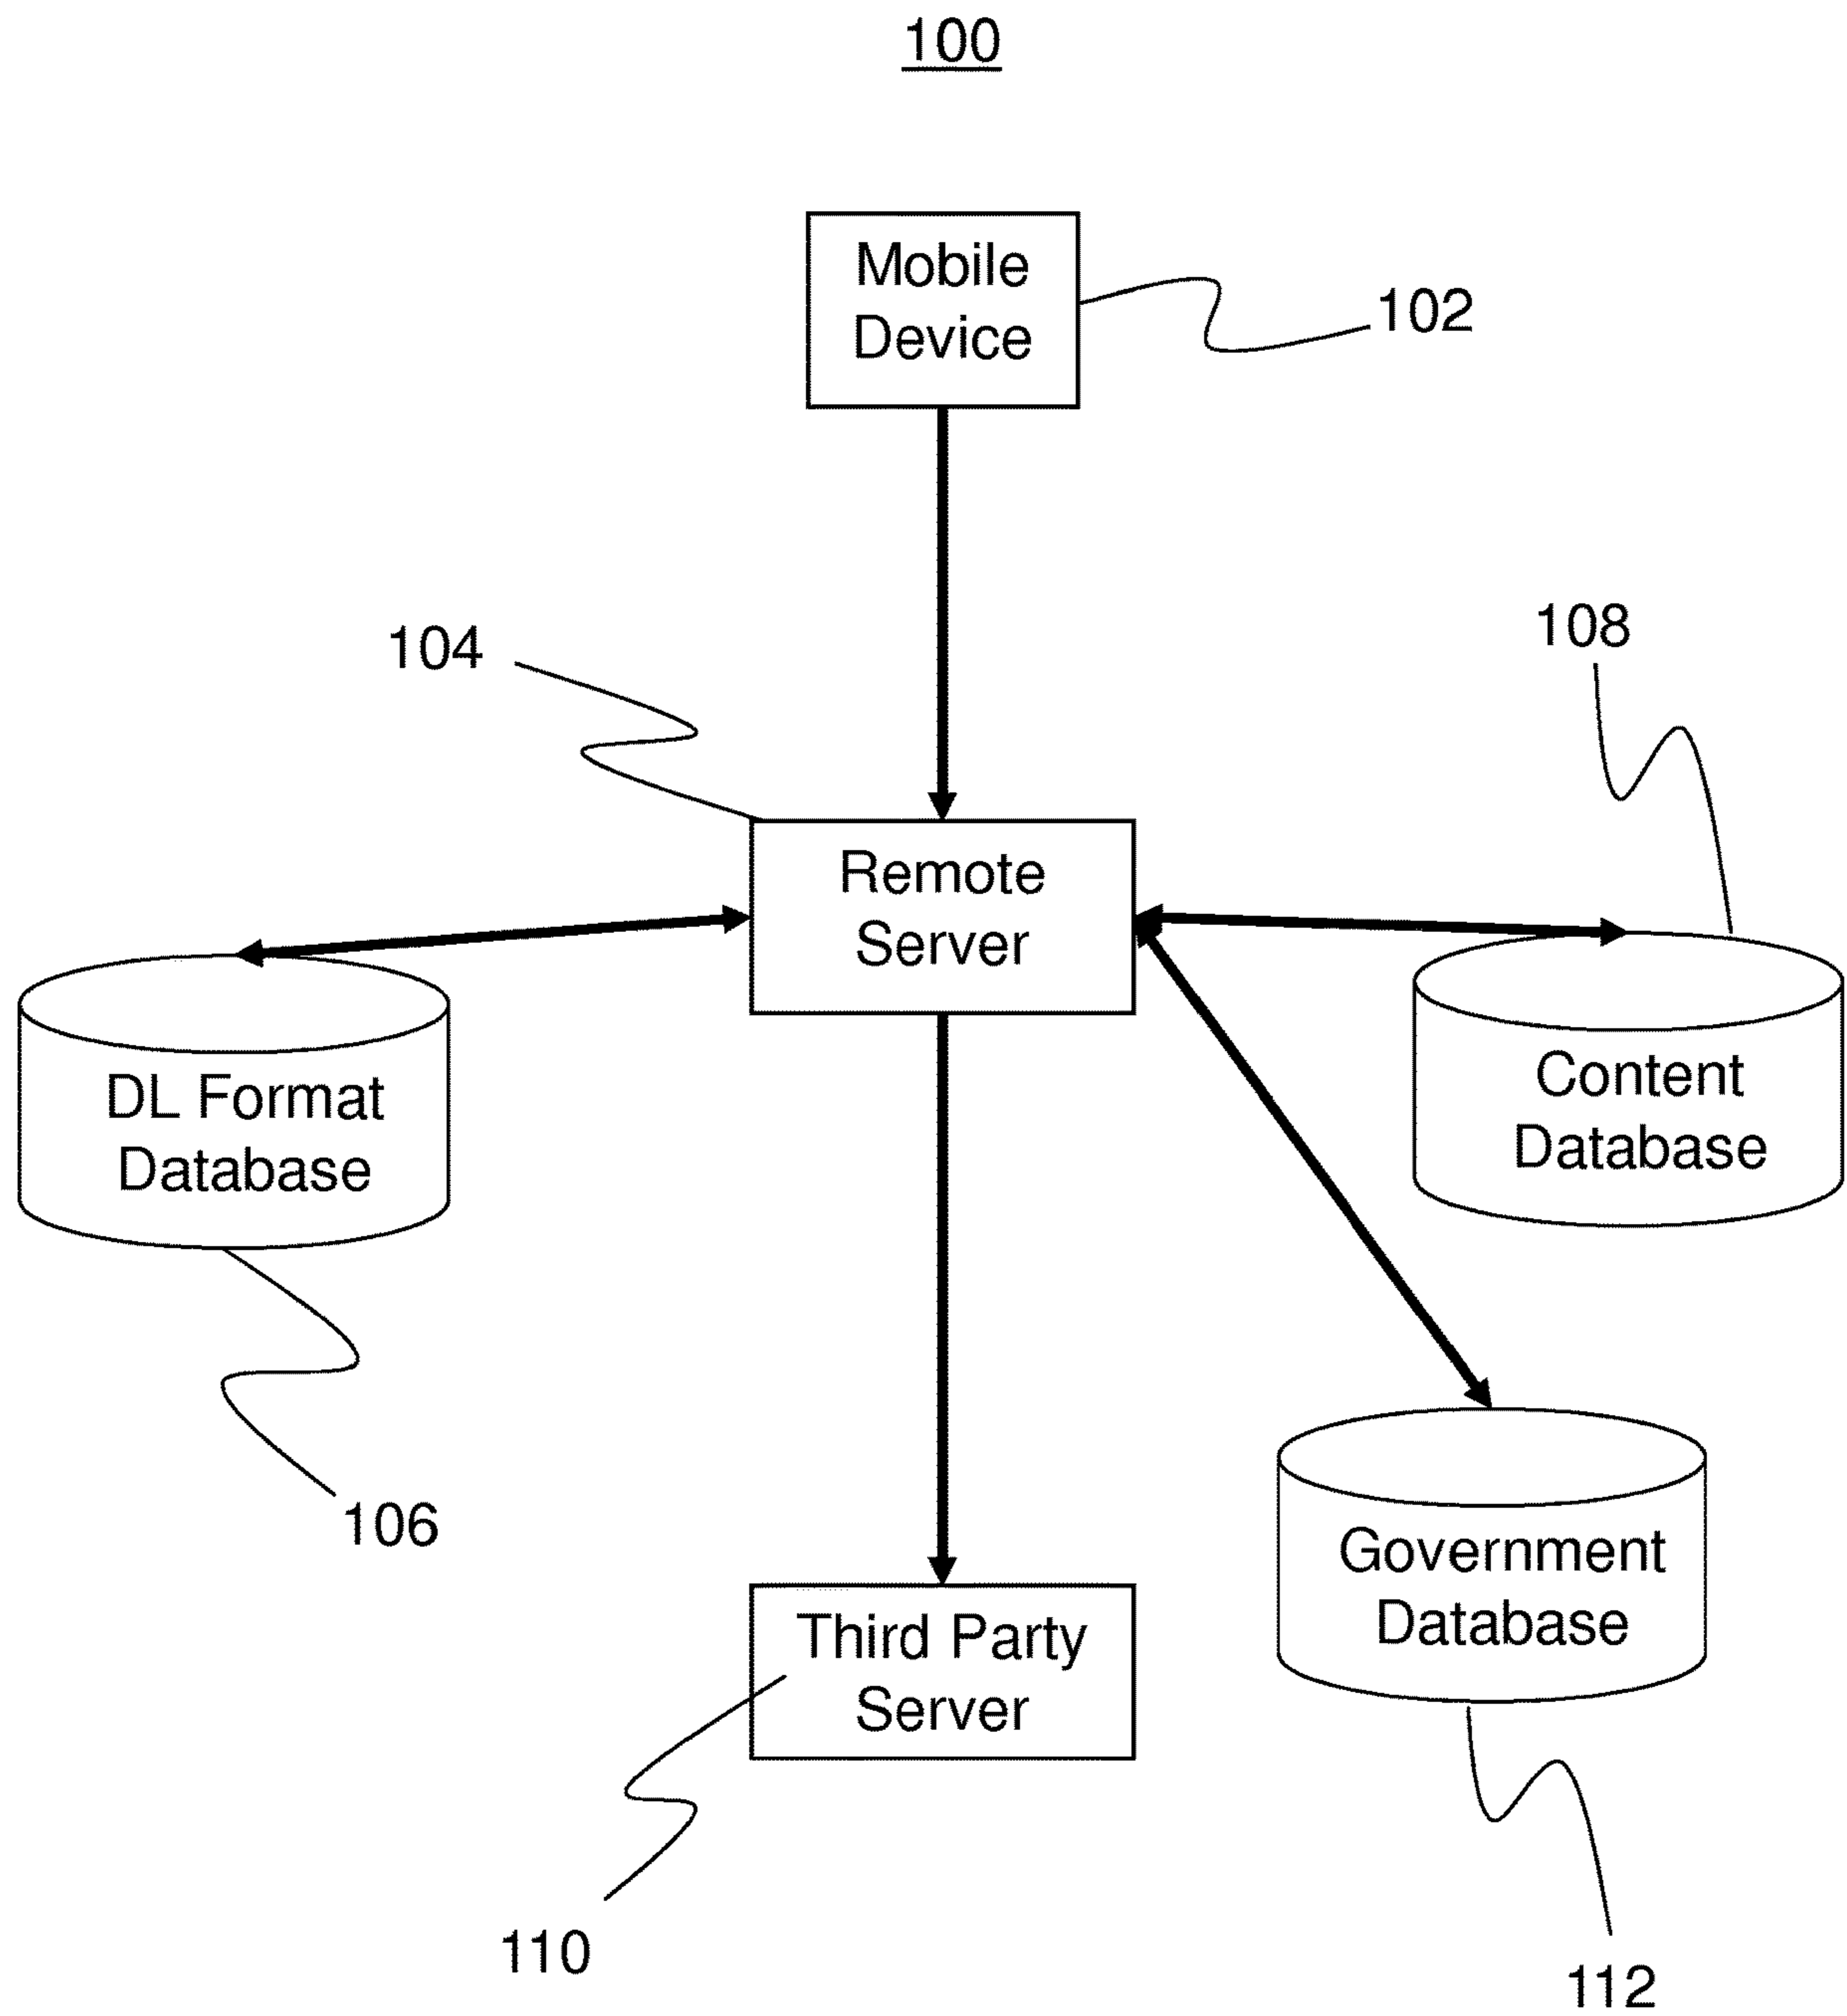 100
Mobile
Device
102
104
108
Remote
Server
DL Format
Database
Content
Database
106
Government
Database
Third Party
Server
110
112